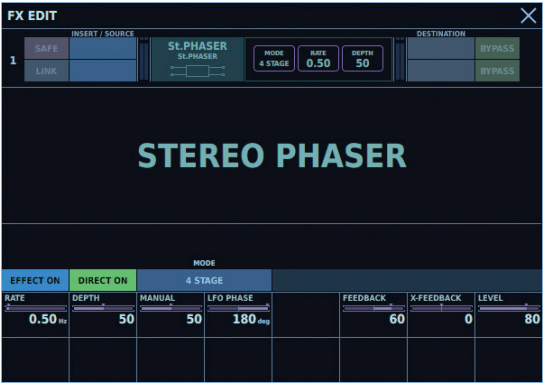 FX EDIT
INSERT / SOURCE
DESTINATION
1
SAFE
LINK
St.PHASER
St.PHASER
MODE
4 STAGE
RATE
0.50
DEPTH
50
BYPASS
BYPASS
STEREO PHASER
MODE
EFFECT ON
DIRECT ON
4 STAGE
RATE
DEPTH
MANUAL
LFO PHASE
FEEDBACK
X-FEEDBACK
LEVEL
0.50 Hz
50
50
180 deg
60
0
80